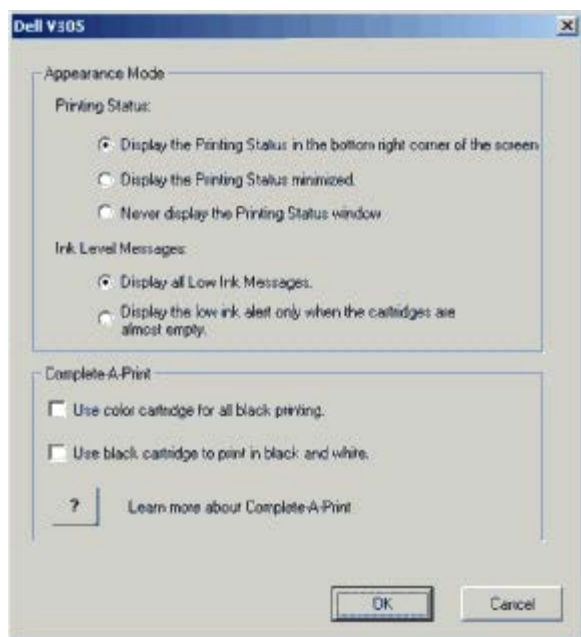 Dell V305
Appearance Mode
Printing Status:
Display the Printing Status in the bottom right corner of the screen
Display the Printing Status minimized.
Never display the Printing Status window
Ink Level Messages:
Display all Low Ink Messages.
Display the low ink alert only when the cartridges are
almost empty.
Complete-A-Print
Use color cartridge for all black printing.
Use black cartridge to print in black and white.
?
Learn more about Complete-A-Print
OK
Cancel